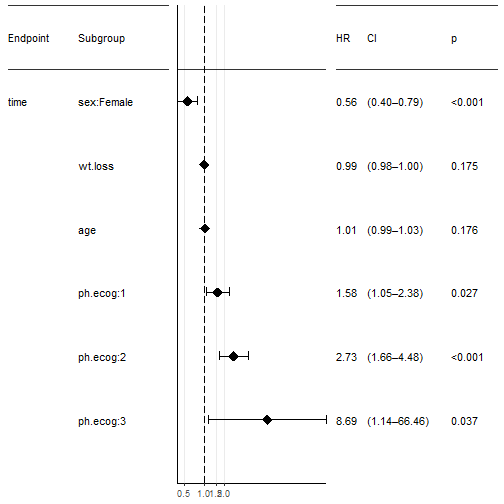 Endpoint Subgroup HR CI p
time sex:Female 0.56 (0.40–0.79) <0.001
wt.loss 0.99 (0.98–1.00) 0.175
age 1.01 (0.99–1.03) 0.176
ph.ecog:1 1.58 (1.05–2.38) 0.027
ph.ecog:2 2.73 (1.66–4.48) <0.001
ph.ecog:3 8.69 (1.14–66.46) 0.037
0.5 1.0 1.5 2.0